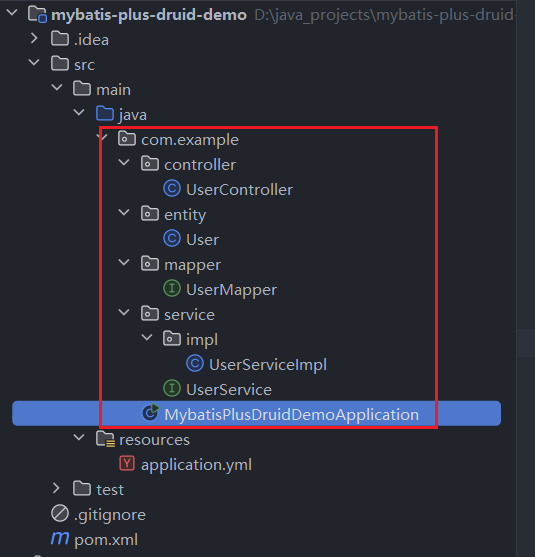 mybatis-plus-druid-demo D:\java_projects\mybatis-plus-druid-
.idea
src
main
java
com.example
controller
C UserController
entity
C User
mapper
I UserMapper
service
impl
C UserServiceImpl
I UserService
C MybatisPlusDruidDemoApplication
resources
Y application.yml
test
.gitignore
m pom.xml